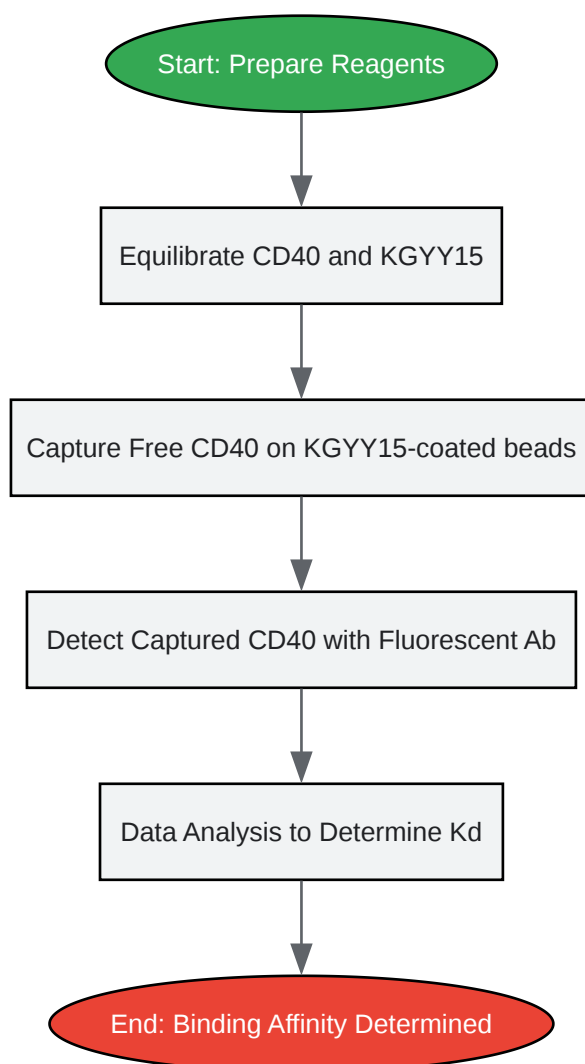 Start: Prepare Reagents
Equilibrate CD40 and KGYY15
Capture Free CD40 on KGYY15-coated beads
Detect Captured CD40 with Fluorescent Ab
Data Analysis to Determine Kd
End: Binding Affinity Determined